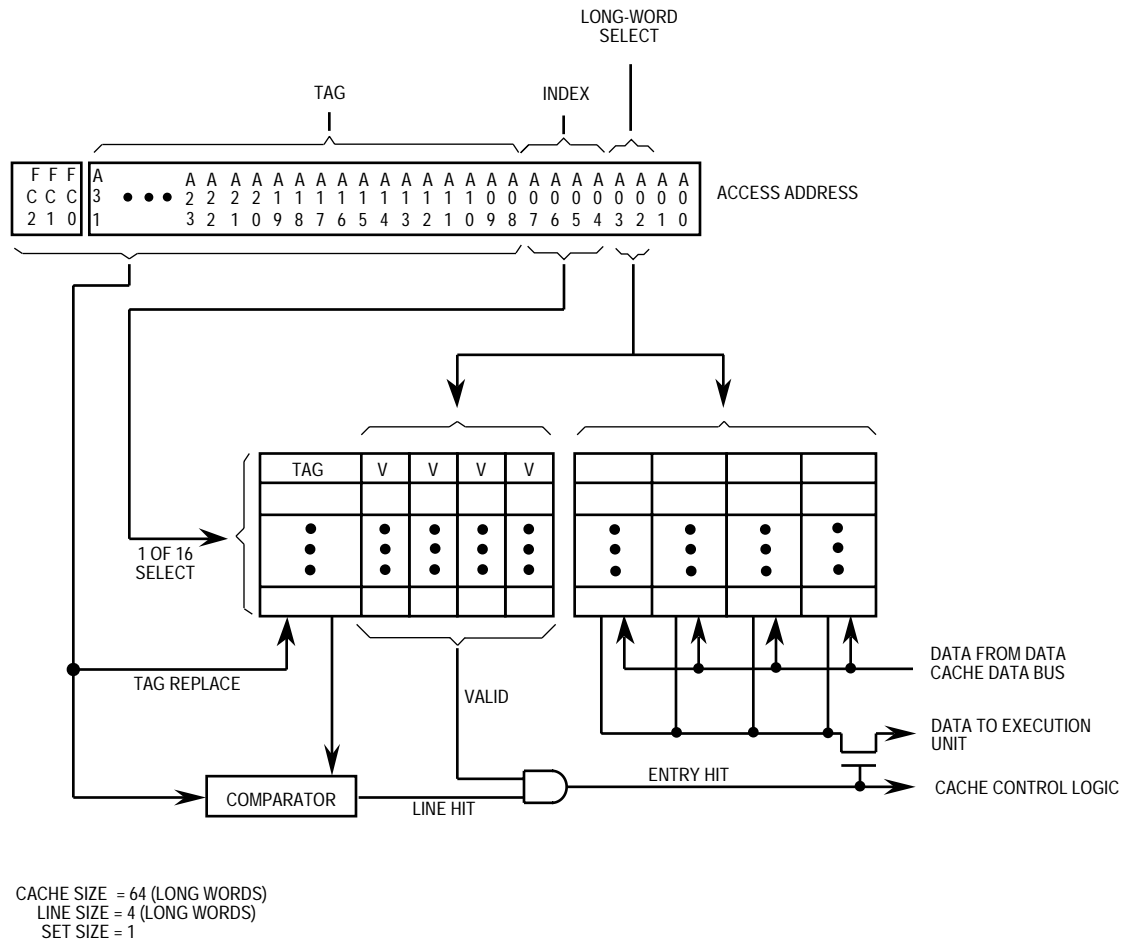 LONG-WORD
SELECT
TAG
INDEX
F F F A A A A A A A A A A A A A A A A A A A A A A A A A
C C C 3 ••• 2 2 2 2 1 1 1 1 1 1 1 1 1 1 0 0 0 0 0 0 0 0 0 0
2 1 0 1 3 2 1 0 9 8 7 6 5 4 3 2 1 0 9 8 7 6 5 4 3 2 1 0
ACCESS ADDRESS
TAG V V V V
1 OF 16
SELECT
TAG REPLACE
VALID
DATA FROM DATA
CACHE DATA BUS
DATA TO EXECUTION
UNIT
ENTRY HIT
CACHE CONTROL LOGIC
COMPARATOR
LINE HIT
CACHE SIZE = 64 (LONG WORDS)
LINE SIZE = 4 (LONG WORDS)
SET SIZE = 1